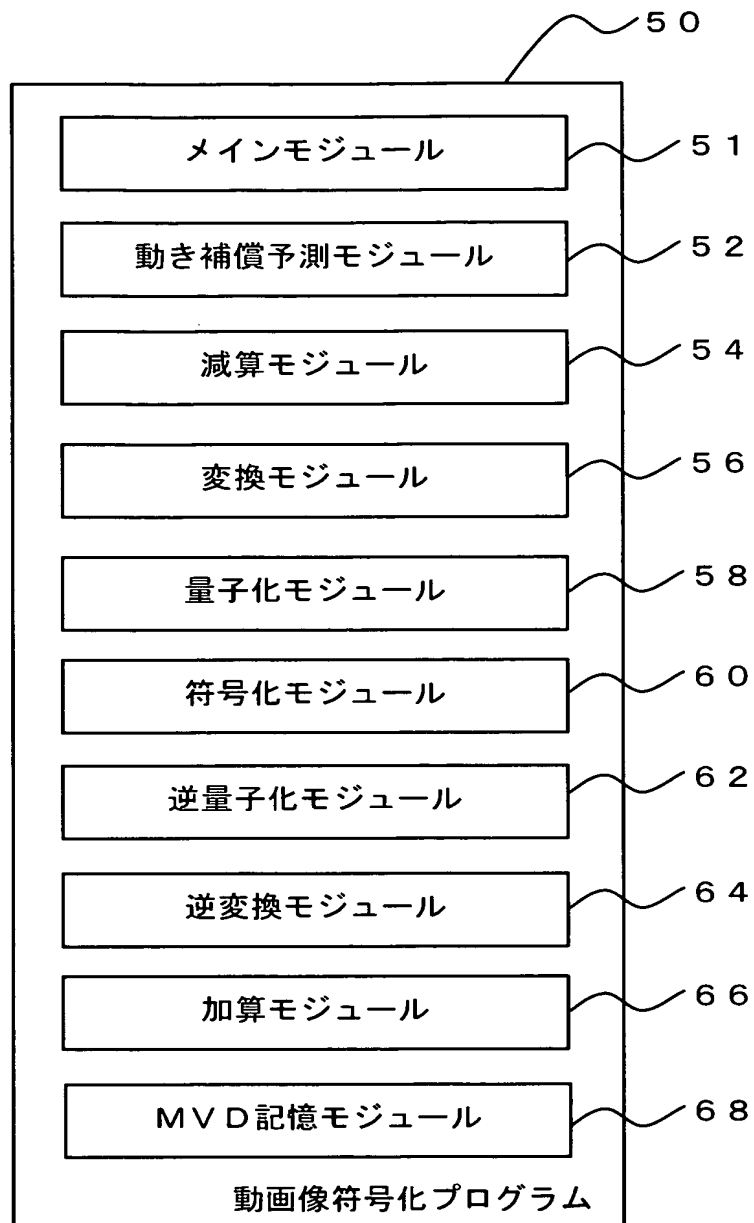 ５０
メインモジュール ５１
動き補償予測モジュール ５２
減算モジュール ５４
変換モジュール ５６
量子化モジュール ５８
符号化モジュール ６０
逆量子化モジュール ６２
逆変換モジュール ６４
加算モジュール ６６
ＭＶＤ記憶モジュール ６８
動画像符号化プログラム